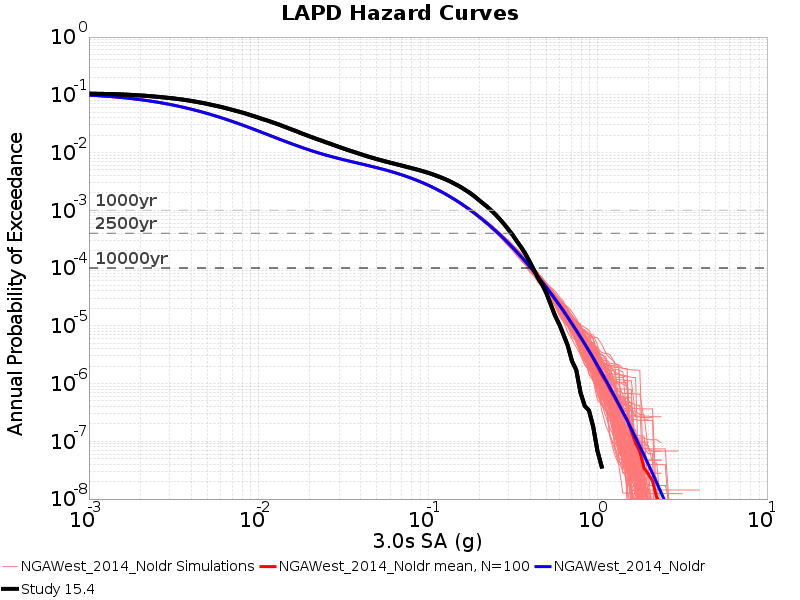 LAPD Hazard Curves
10^0
10^-1
10^-2
10^-3
10^-4
10^-5
10^-6
10^-7
10^-8
Annual Probability of Exceedance
1000yr
2500yr
10000yr
10^-3 10^-2 10^-1 10^0 10^1
3.0s SA (g)
NGAWest_2014_NoIdr Simulations NGAWest_2014_NoIdr mean, N=100 NGAWest_2014_NoIdr
Study 15.4